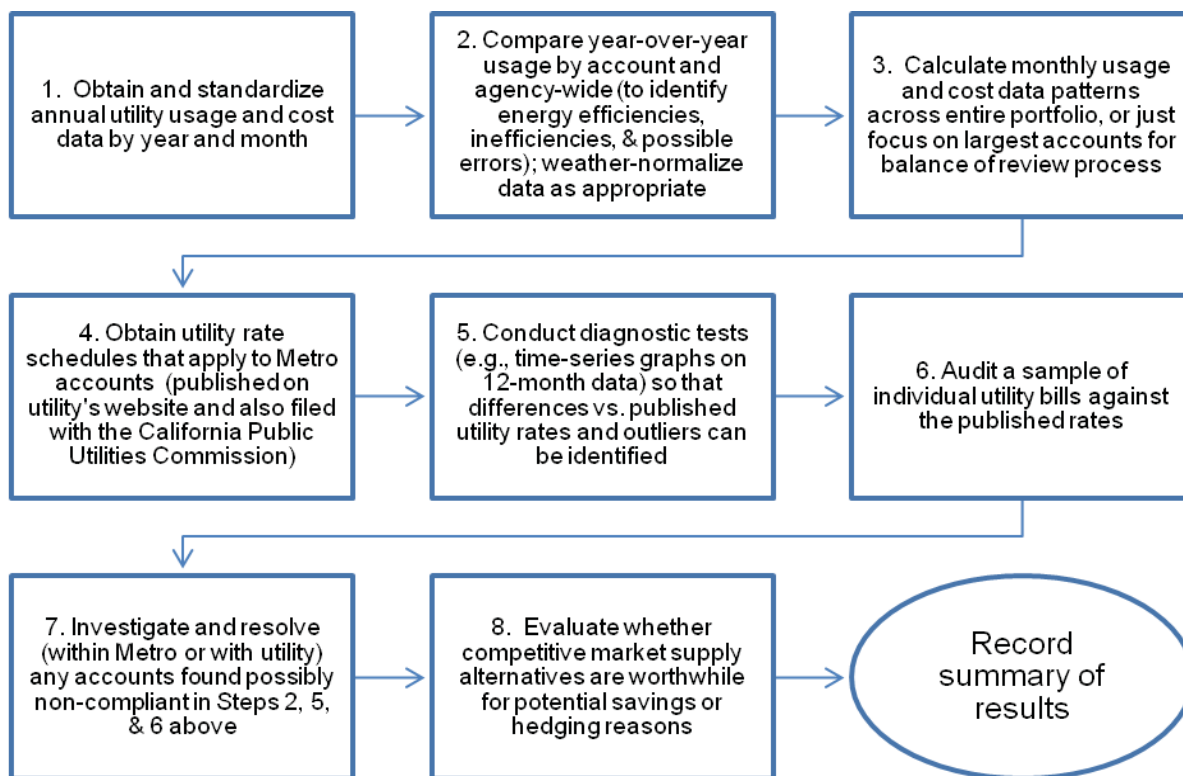 1. Obtain and standardize
annual utility usage and cost
data by year and month
2. Compare year-over-year
usage by account and
agency-wide (to identify
energy efficiencies,
inefficiencies, & possible
errors); weather-normalize
data as appropriate
3. Calculate monthly usage
and cost data patterns
across entire portfolio, or just
focus on largest accounts for
balance of review process
4. Obtain utility rate
schedules that apply to Metro
accounts (published on
utility's website and also filed
with the California Public
Utilities Commission)
5. Conduct diagnostic tests
(e.g., time-series graphs on
12-month data) so that
differences vs. published
utility rates and outliers can
be identified
6. Audit a sample of
individual utility bills against
the published rates
7. Investigate and resolve
(within Metro or with utility)
any accounts found possibly
non-compliant in Steps 2, 5,
& 6 above
8. Evaluate whether
competitive market supply
alternatives are worthwhile
for potential savings or
hedging reasons
Record
summary of
results